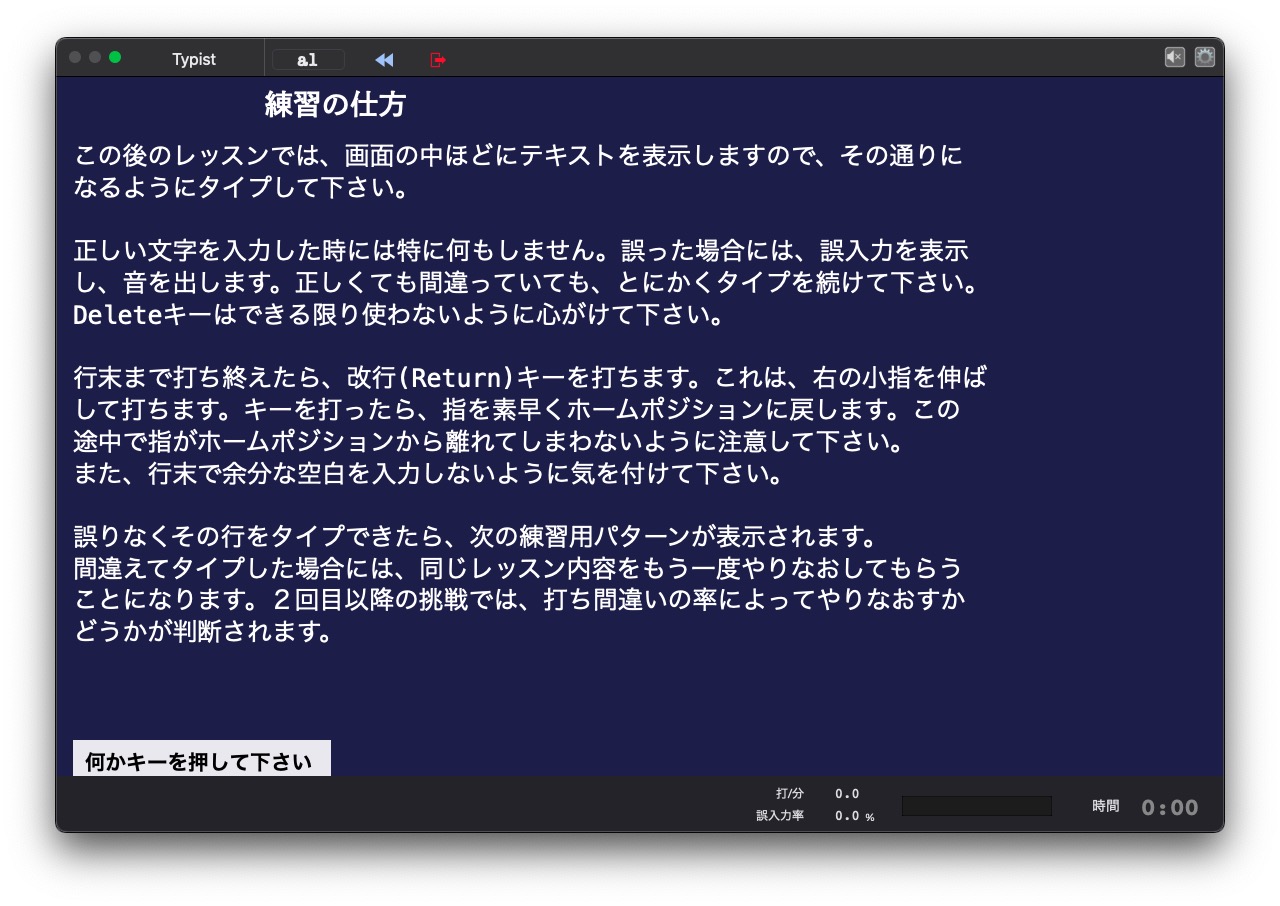 Typist
al
練習の仕方
この後のレッスンでは、画面の中ほどにテキストを表示しますので、その通りに
なるようにタイプして下さい。
正しい文字を入力した時には特に何もしません。誤った場合には、誤入力を表示
し、音を出します。正しくても間違っていても、とにかくタイプを続けて下さい。
Deleteキーはできる限り使わないように心がけて下さい。
行末まで打ち終えたら、改行(Return)キーを打ちます。これは、右の小指を伸ば
して打ちます。キーを打ったら、指を素早くホームポジションに戻します。この
途中で指がホームポジションから離れてしまわないように注意して下さい。
また、行末で余分な空白を入力しないように気を付けて下さい。
誤りなくその行をタイプできたら、次の練習用パターンが表示されます。
間違えてタイプした場合には、同じレッスン内容をもう一度やりなおしてもらう
ことになります。２回目以降の挑戦では、打ち間違いの率によってやりなおすか
どうかが判断されます。
何かキーを押して下さい
打/分 0.0
誤入力率 0.0 %
時間 0:00